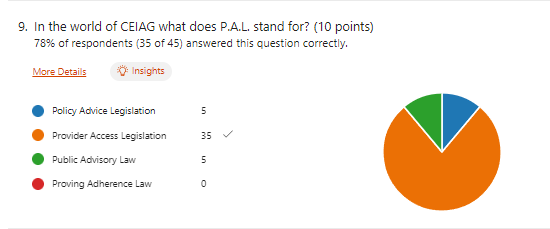 9. In the world of CEIAG what does P.A.L. stand for? (10 points)
78% of respondents (35 of 45) answered this question correctly.
More Details
Insights
Policy Advice Legislation 5
Provider Access Legislation 35 ✓
Public Advisory Law 5
Proving Adherence Law 0